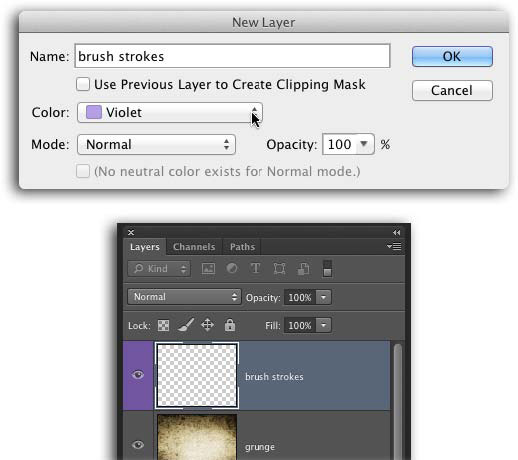 New Layer
Name: brush strokes
OK
Use Previous Layer to Create Clipping Mask
Cancel
Color: Violet
Mode: Normal Opacity: 100 %
(No neutral color exists for Normal mode.)
Layers Channels Paths
Kind
Normal Opacity: 100%
Lock: Fill: 100%
brush strokes
grunge